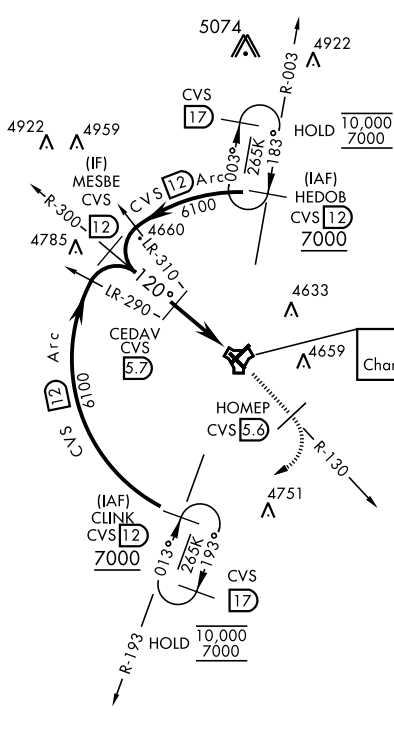 5074
4922
R-003
CVS
17
HOLD 10,000
7000
003°
265K
183°
4922
4959
(IF)
MESBE
CVS
12
R-300
CVS 12 Arc
6100
(IAF)
HEDOB
CVS 12
7000
4785
4660
LR-310
LR-290
120°
4633
CEDAV
CVS
5.7
Arc
6100
12
CVS
4659
Chan
HOMEP
CVS 5.6
R-130
4751
(IAF)
CLINK
CVS 12
7000
013°
265K
193°
CVS
17
HOLD 10,000
7000
R-193